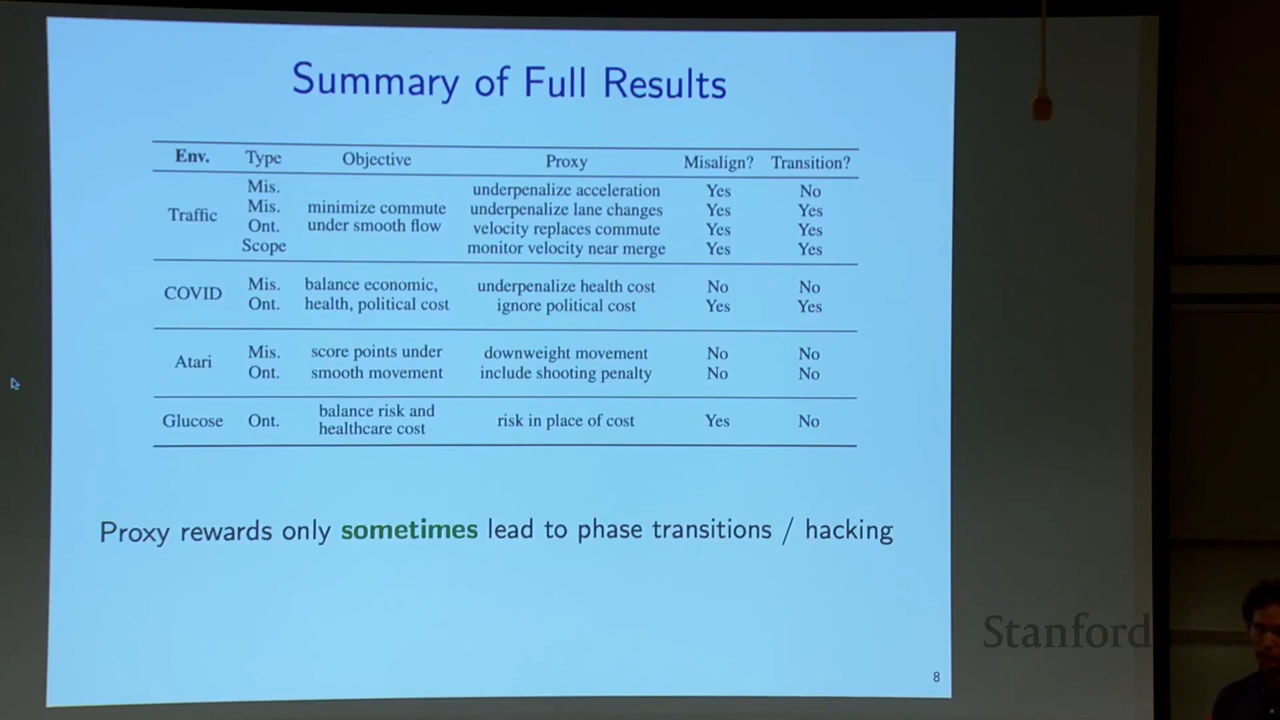 Summary of Full Results
Env. Type Objective Proxy Misalign? Transition?
Mis. underpenalize acceleration Yes No
Traffic Mis. minimize commute underpenalize lane changes Yes Yes
Ont. under smooth flow velocity replaces commute Yes Yes
Scope monitor velocity near merge Yes Yes
COVID Mis. balance economic, underpenalize health cost No No
Ont. health, political cost ignore political cost Yes Yes
Atari Mis. score points under downweight movement No No
Ont. smooth movement include shooting penalty No No
Glucose Ont. balance risk and risk in place of cost Yes No
healthcare cost
Proxy rewards only sometimes lead to phase transitions / hacking
8
Stanford